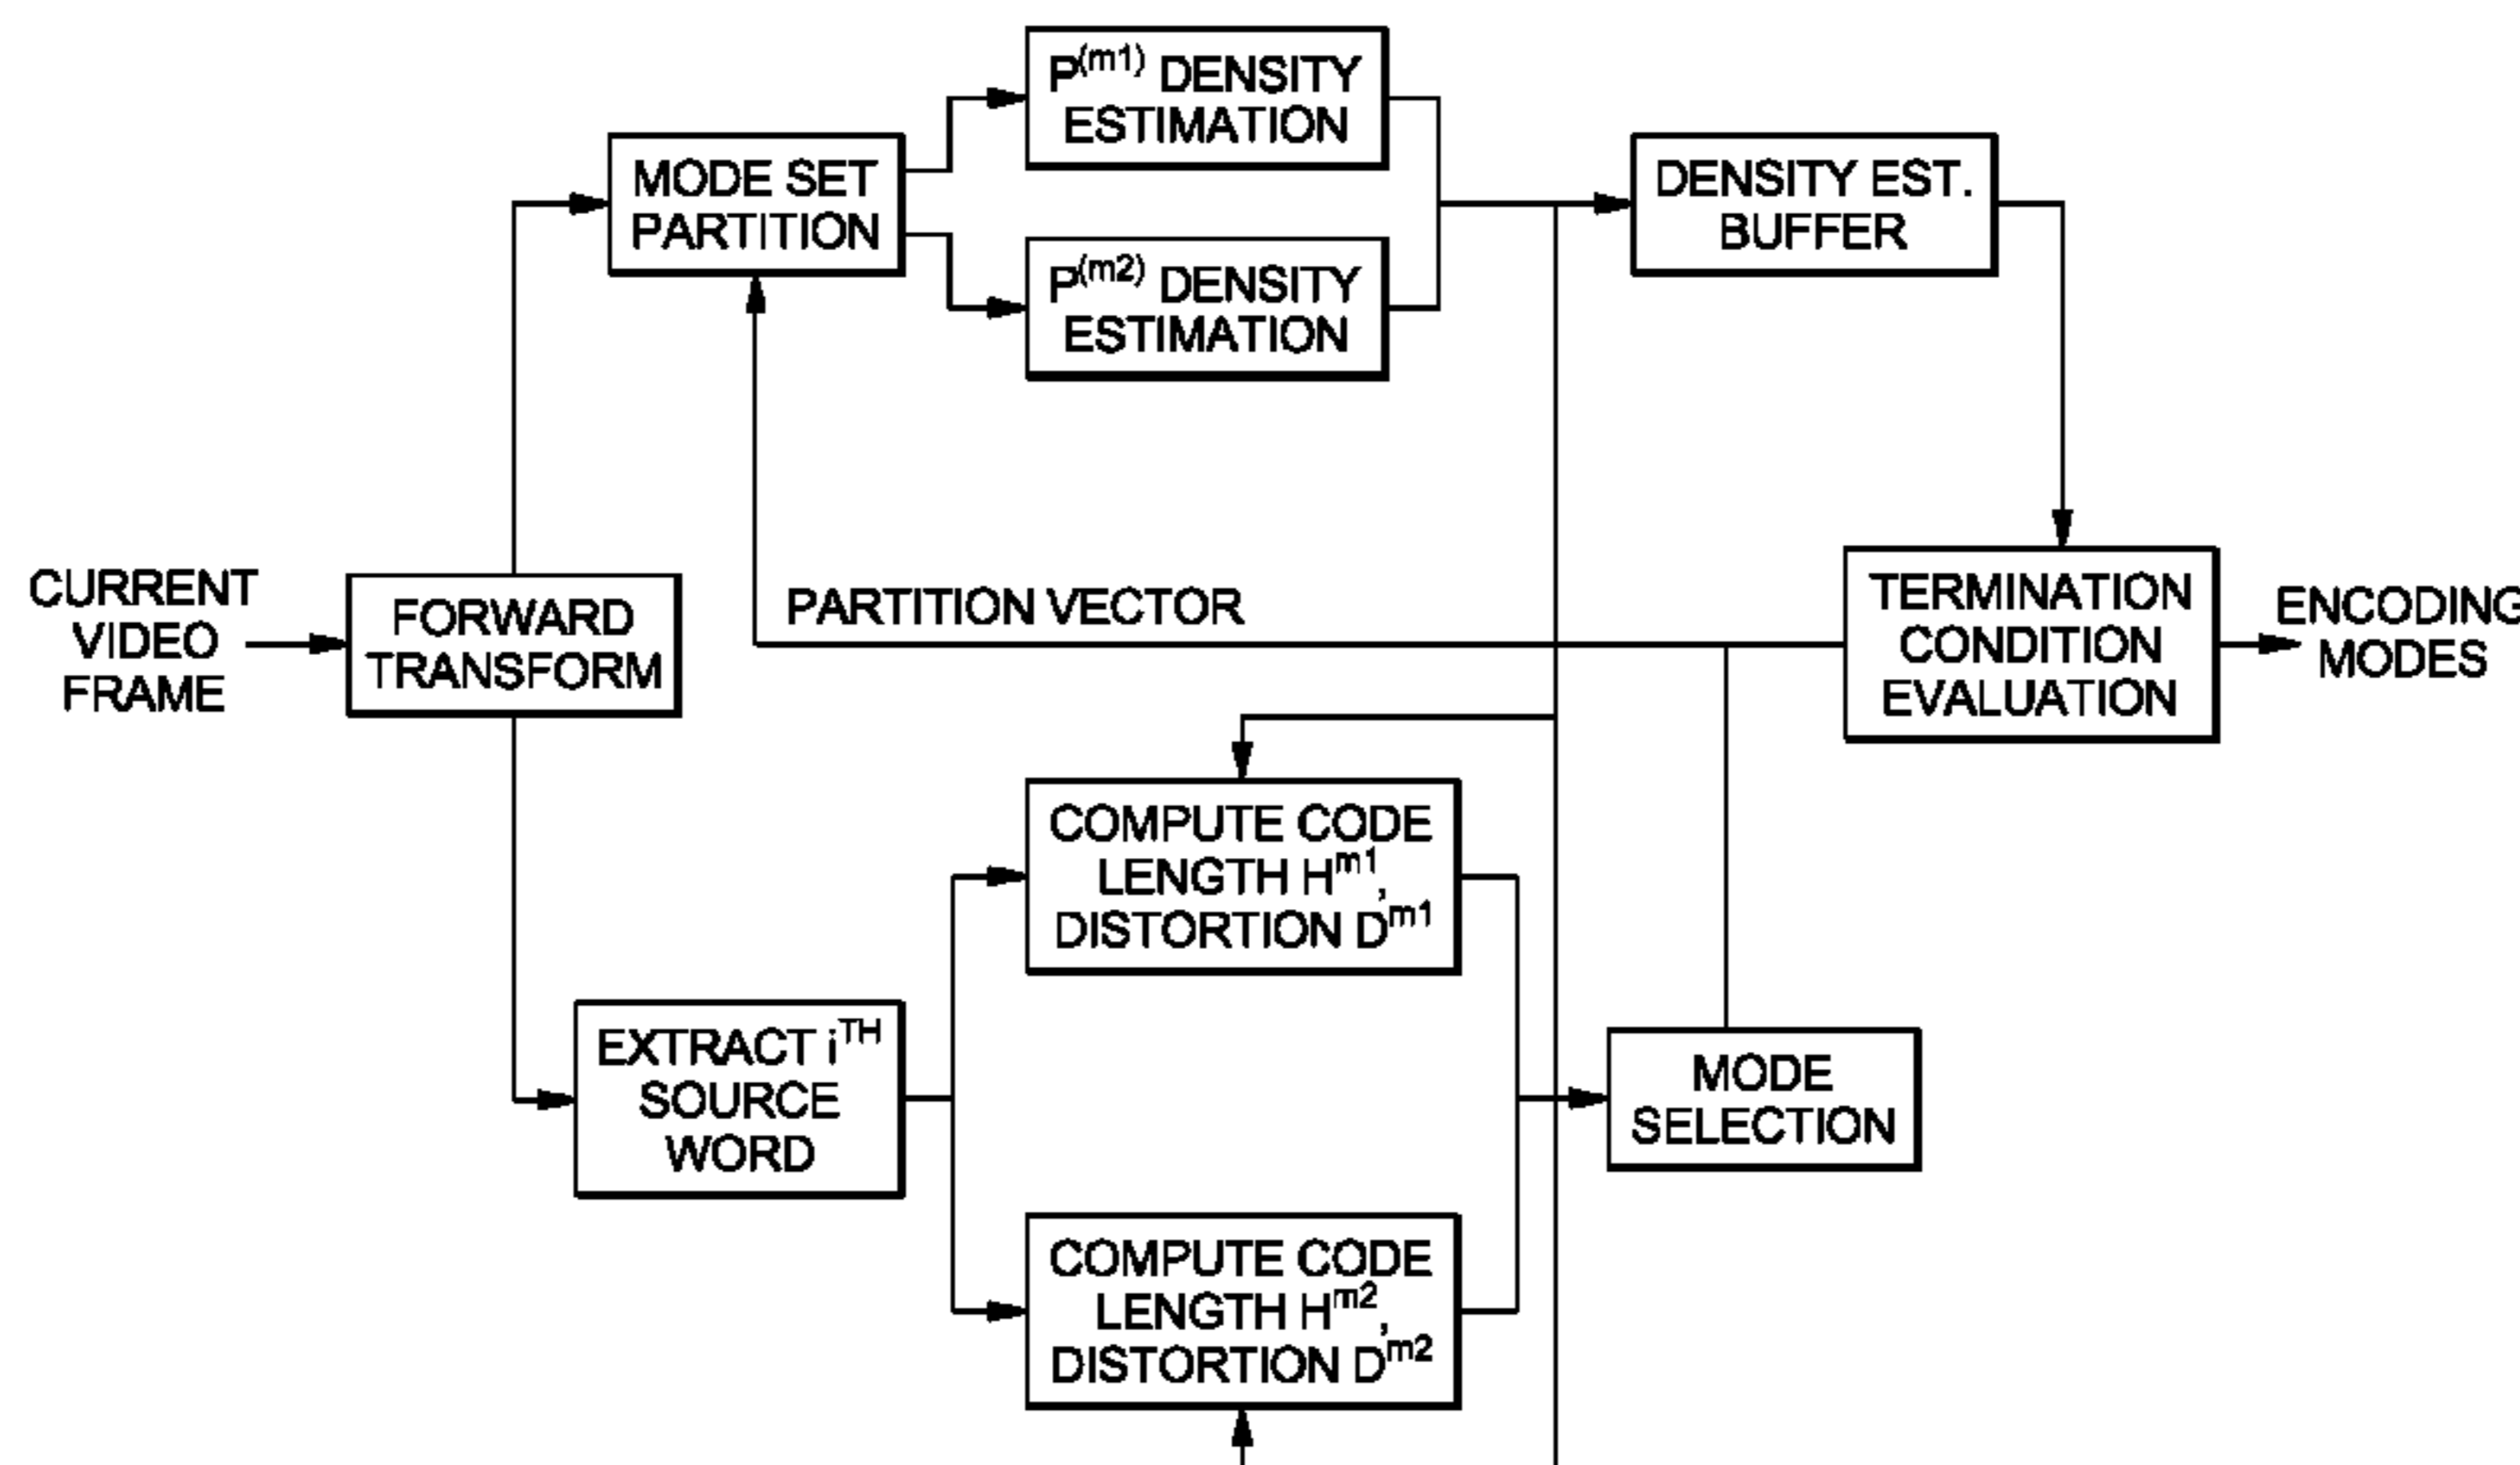 P(m1) DENSITY
ESTIMATION
MODE SET
PARTITION
DENSITY EST.
BUFFER
P(m2) DENSITY
ESTIMATION
CURRENT
VIDEO
FRAME
FORWARD
TRANSFORM
PARTITION VECTOR
TERMINATION
CONDITION
EVALUATION
ENCODING
MODES
COMPUTE CODE
LENGTH Hm1,
DISTORTION Dm1
EXTRACT iTH
SOURCE
WORD
MODE
SELECTION
COMPUTE CODE
LENGTH Hm2,
DISTORTION Dm2